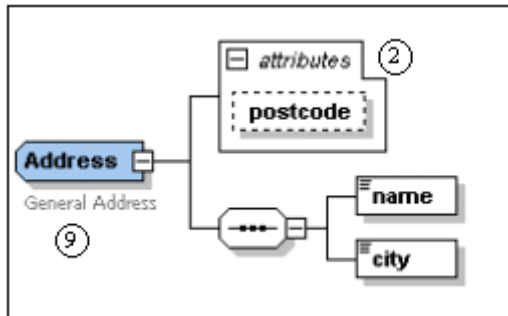 attributes
2
postcode
Address
General Address
9
name
city